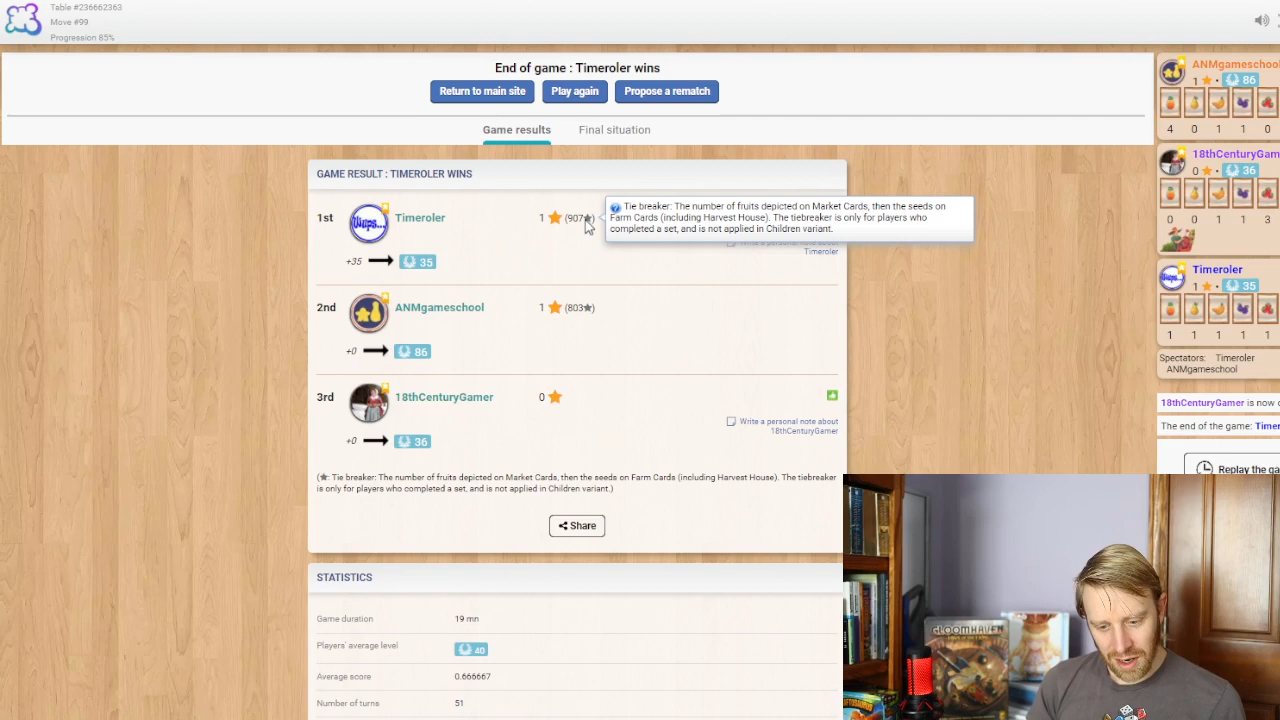 Table #236662363
Move #99
Progression 85%
End of game : Timeroler wins
Return to main site
Play again
Propose a rematch
Game results
Final situation
GAME RESULT : TIMEROLER WINS
1st
Timeroler
1 (907★)
+35
35
Tie breaker: The number of fruits depicted on Market Cards, then the seeds on
Farm Cards (including Harvest House). The tiebreaker is only for players who
completed a set, and is not applied in Children variant.
Write a personal note about
Timeroler
2nd
ANMgameschool
1 (803★)
+0
86
3rd
18thCenturyGamer
0
+0
36
Write a personal note about
18thCenturyGamer
(★: Tie breaker: The number of fruits depicted on Market Cards, then the seeds on Farm Cards (including Harvest House). The tiebreaker
is only for players who completed a set, and is not applied in Children variant.)
Share
STATISTICS
Game duration 19 mn
Players' average level 40
Average score 0.666667
Number of turns 51
ANMgameschool
1 ★ • 86
4 0 1 1 0
18thCenturyGamer
0 ★ • 36
0 0 1 1 3
Timeroler
1 ★ • 35
1 1 1 1 1
Spectators: Timeroler
ANMgameschool
18thCenturyGamer is now
The end of the game:
Replay the
GLOOMHAVEN